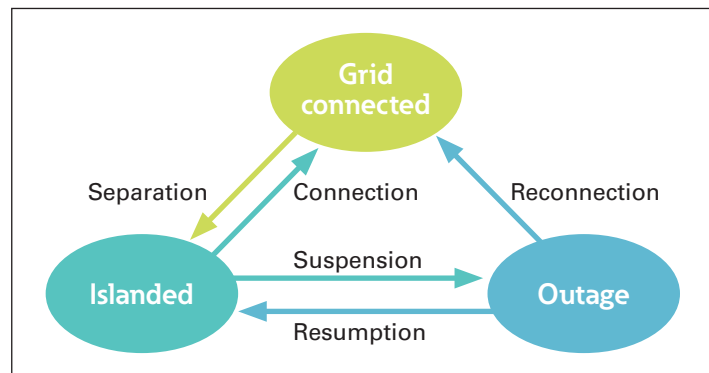 Grid
connected
Separation
Connection
Reconnection
Suspension
Islanded
Outage
Resumption